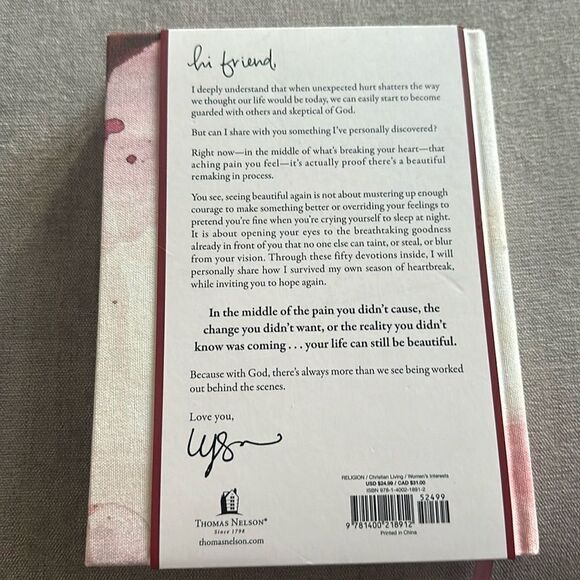 hi friend,
I deeply understand that when unexpected hurt shatters the way
we thought our life would be today, we can easily start to become
guarded with others and skeptical of God.
But can I share with you something I've personally discovered?
Right now—in the middle of what's breaking your heart—that
aching pain you feel—it's actually proof there's a beautiful
remaking in process.
You see, seeing beautiful again is not about mustering up enough
courage to make something better or overriding your feelings to
pretend you're fine when you're crying yourself to sleep at night.
It is about opening your eyes to the breathtaking goodness
already in front of you that no one else can taint, or steal, or blur
from your vision. Through these fifty devotions inside, I will
personally share how I survived my own season of heartbreak,
while inviting you to hope again.
In the middle of the pain you didn't cause, the
change you didn't want, or the reality you didn't
know was coming . . . your life can still be beautiful.
Because with God, there's always more than we see being worked
out behind the scenes.
Love you,
Lysa
THOMAS NELSON®
Since 1798
thomasnelson.com
RELIGION / Christian Living / Women's Interests
USD $24.99 / CAD $31.00
ISBN 978-1-4002-1891-2
52499
9 781400 218912
Printed in China